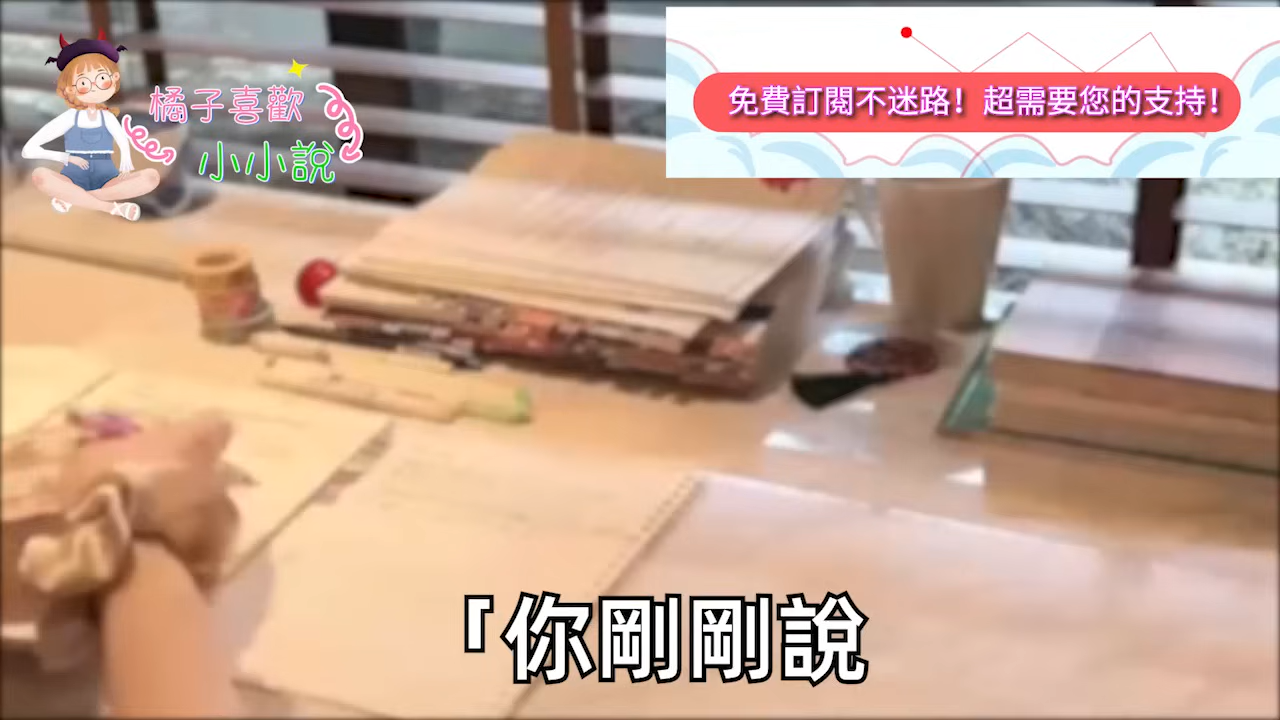 橘子喜歡
小小說
免費訂閱不迷路！超需要您的支持！
「你剛剛說